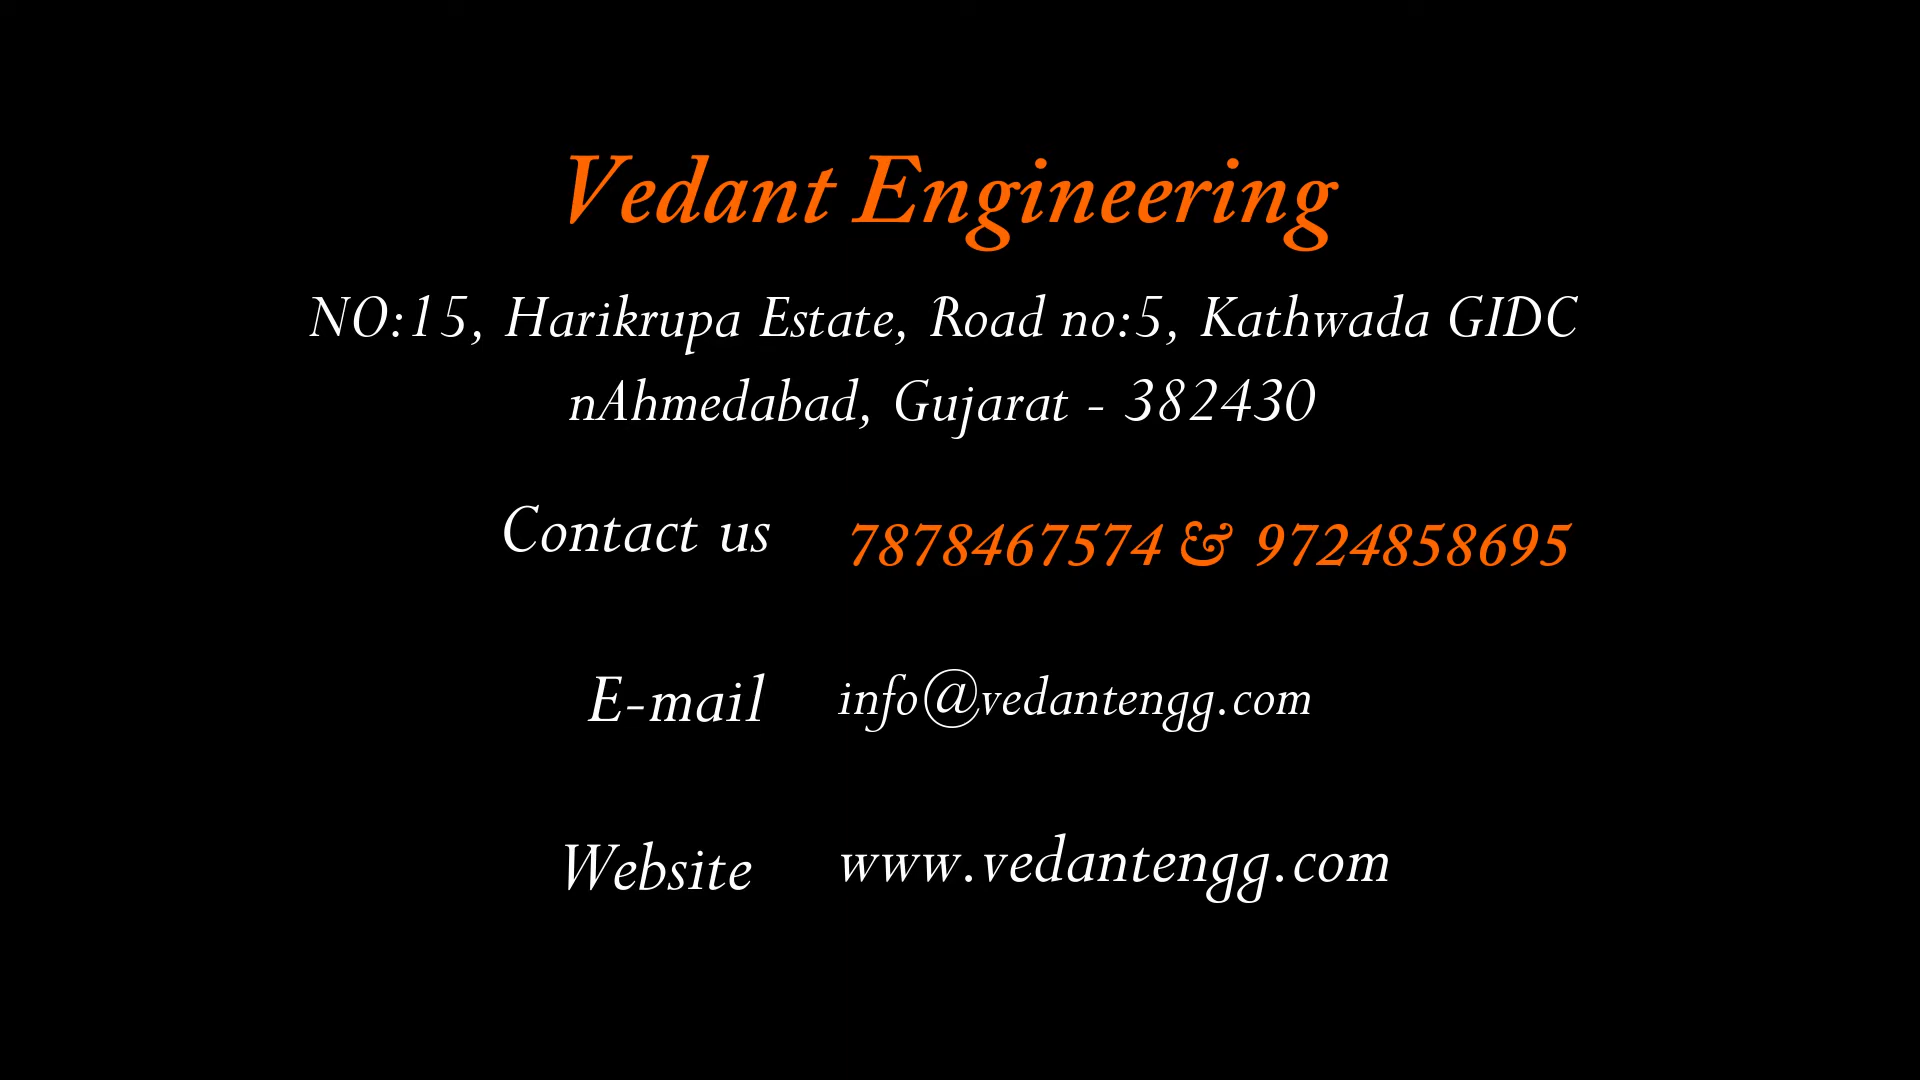 Vedant Engineering
NO:15, Harikrupa Estate, Road no:5, Kathwada GIDC
nAhmedabad, Gujarat - 382430
Contact us 7878467574 & 9724858695
E-mail info@vedantengg.com
Website www.vedantengg.com